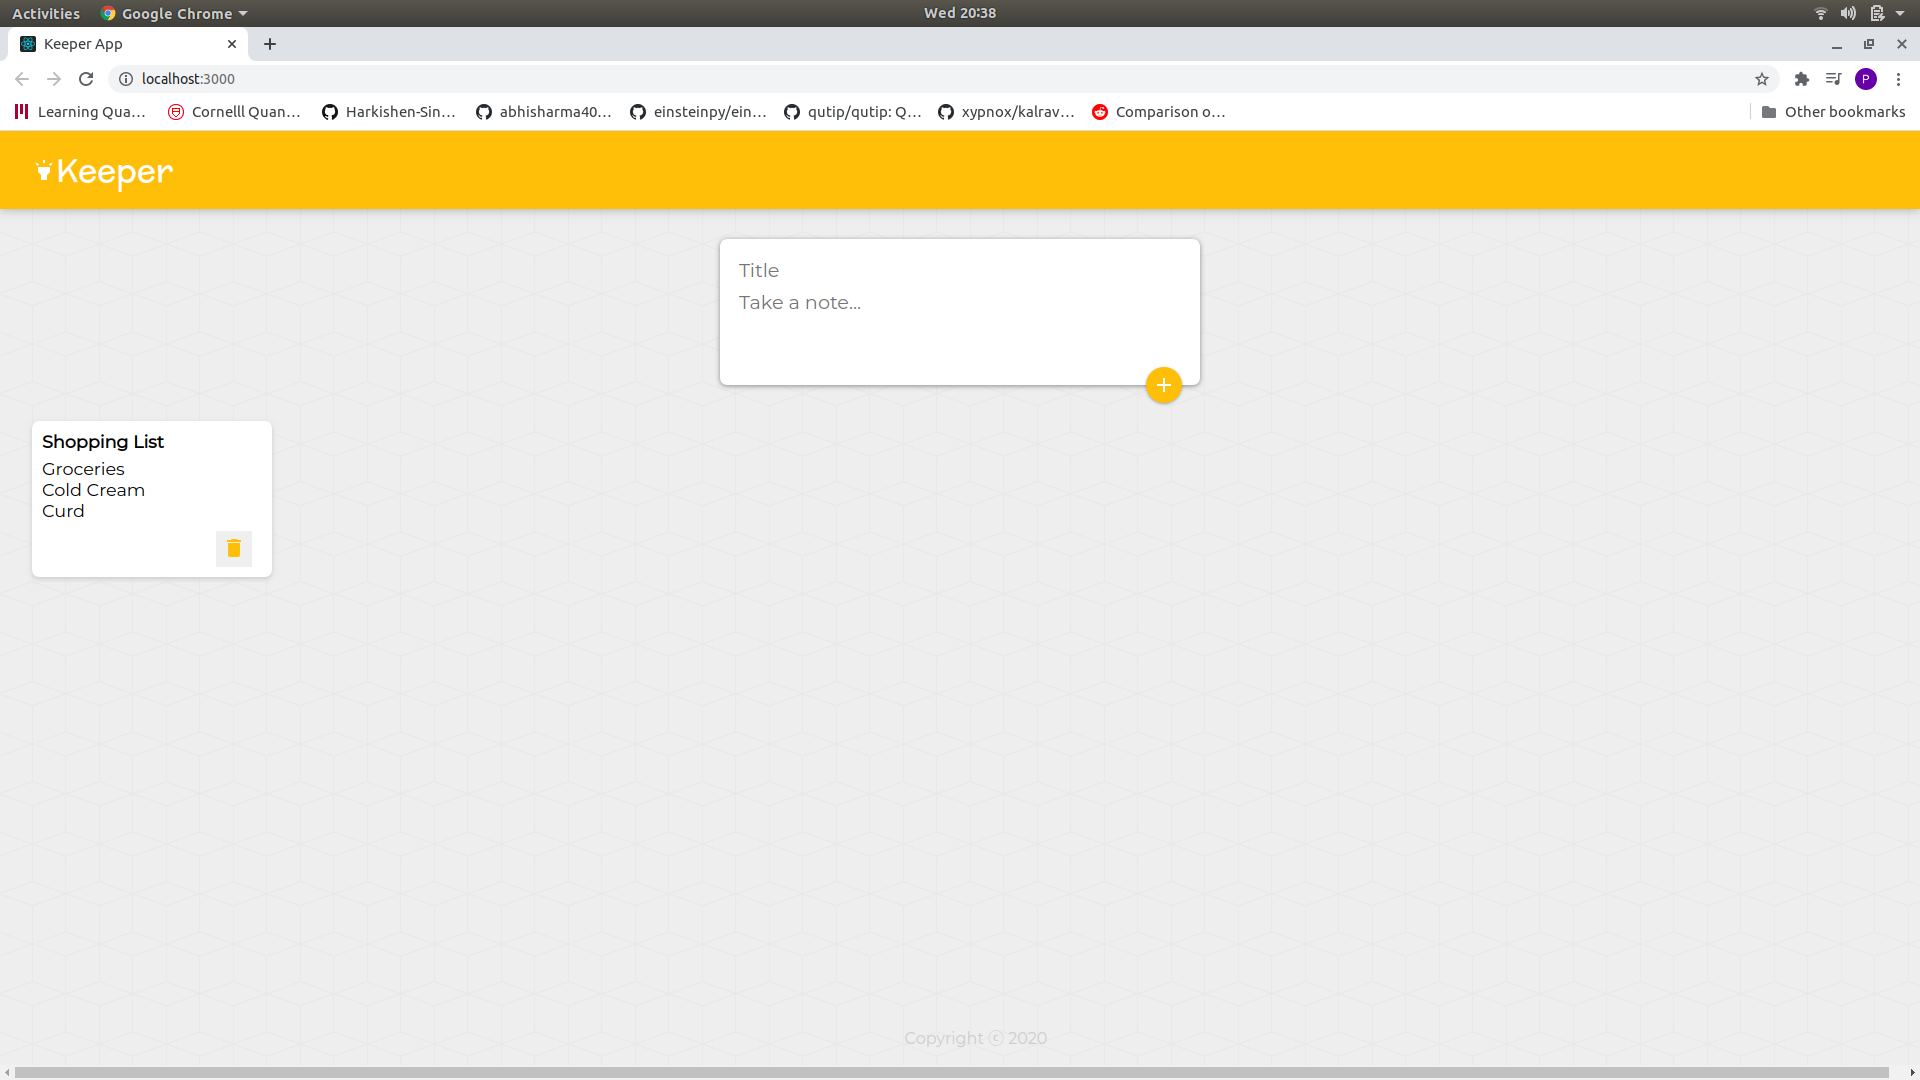 Activities Google Chrome Wed 20:38
Keeper App
localhost:3000
P
Learning Qua... Cornelll Quan... Harkishen-Sin... abhisharma40... einsteinpy/ein... qutip/qutip: Q... xypnox/kalrav... Comparison o... Other bookmarks
Keeper
Title
Take a note...
Shopping List
Groceries
Cold Cream
Curd
Copyright ⓒ 2020